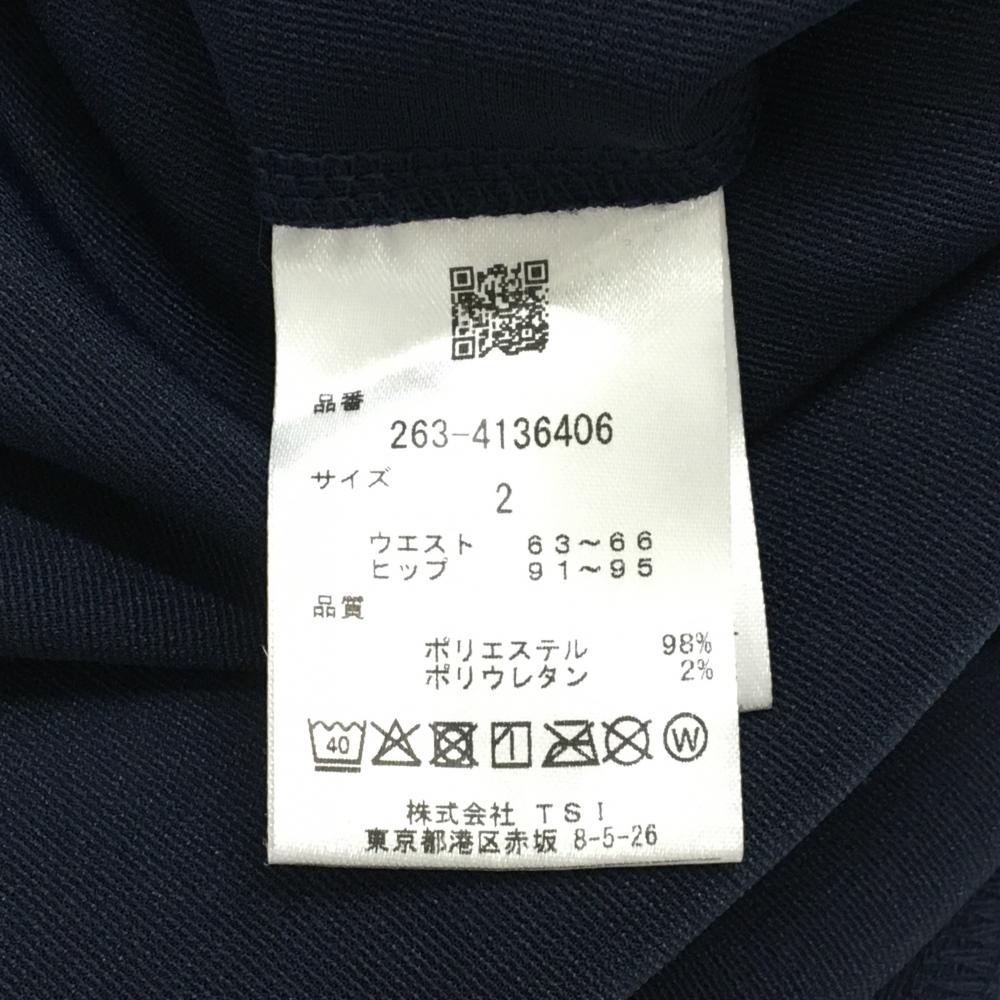 品番
263-4136406
サイズ
2
ウエスト 63～66
ヒップ 91～95
品質
ポリエステル 98%
ポリウレタン 2%
40 W
株式会社 TSI
東京都港区赤坂 8-5-26